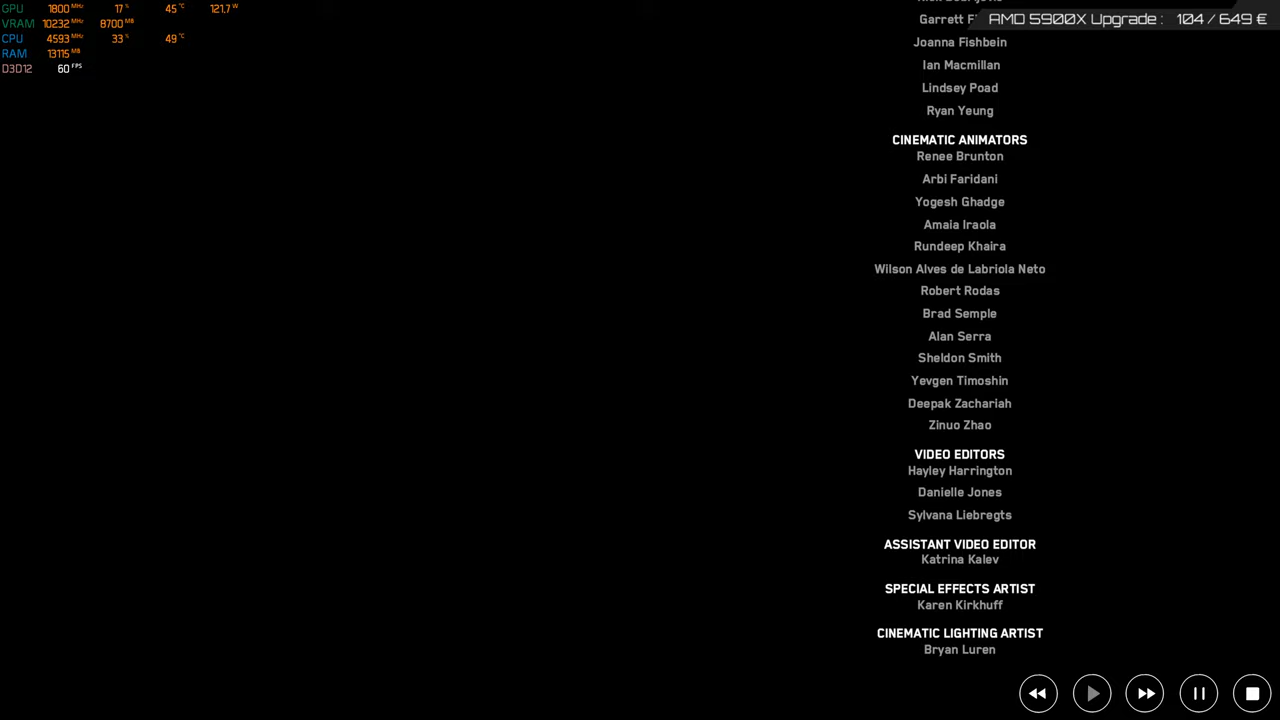 GPU 1800 MHz 17 % 45 °C 121.7 W
VRAM 10232 MHz 8700 MB
CPU 4593 MHz 33 % 49 °C
RAM 13115 MB
D3D12 60 FPS
AMD 5900X Upgrade : 104 / 649 €
Garrett
Joanna Fishbein
Ian Macmillan
Lindsey Poad
Ryan Yeung
CINEMATIC ANIMATORS
Renee Brunton
Arbi Faridani
Yogesh Ghadge
Amaia Iraola
Rundeep Khaira
Wilson Alves de Labriola Neto
Robert Rodas
Brad Semple
Alan Serra
Sheldon Smith
Yevgen Timoshin
Deepak Zachariah
Zinuo Zhao
VIDEO EDITORS
Hayley Harrington
Danielle Jones
Sylvana Liebregts
ASSISTANT VIDEO EDITOR
Katrina Kalev
SPECIAL EFFECTS ARTIST
Karen Kirkhuff
CINEMATIC LIGHTING ARTIST
Bryan Luren